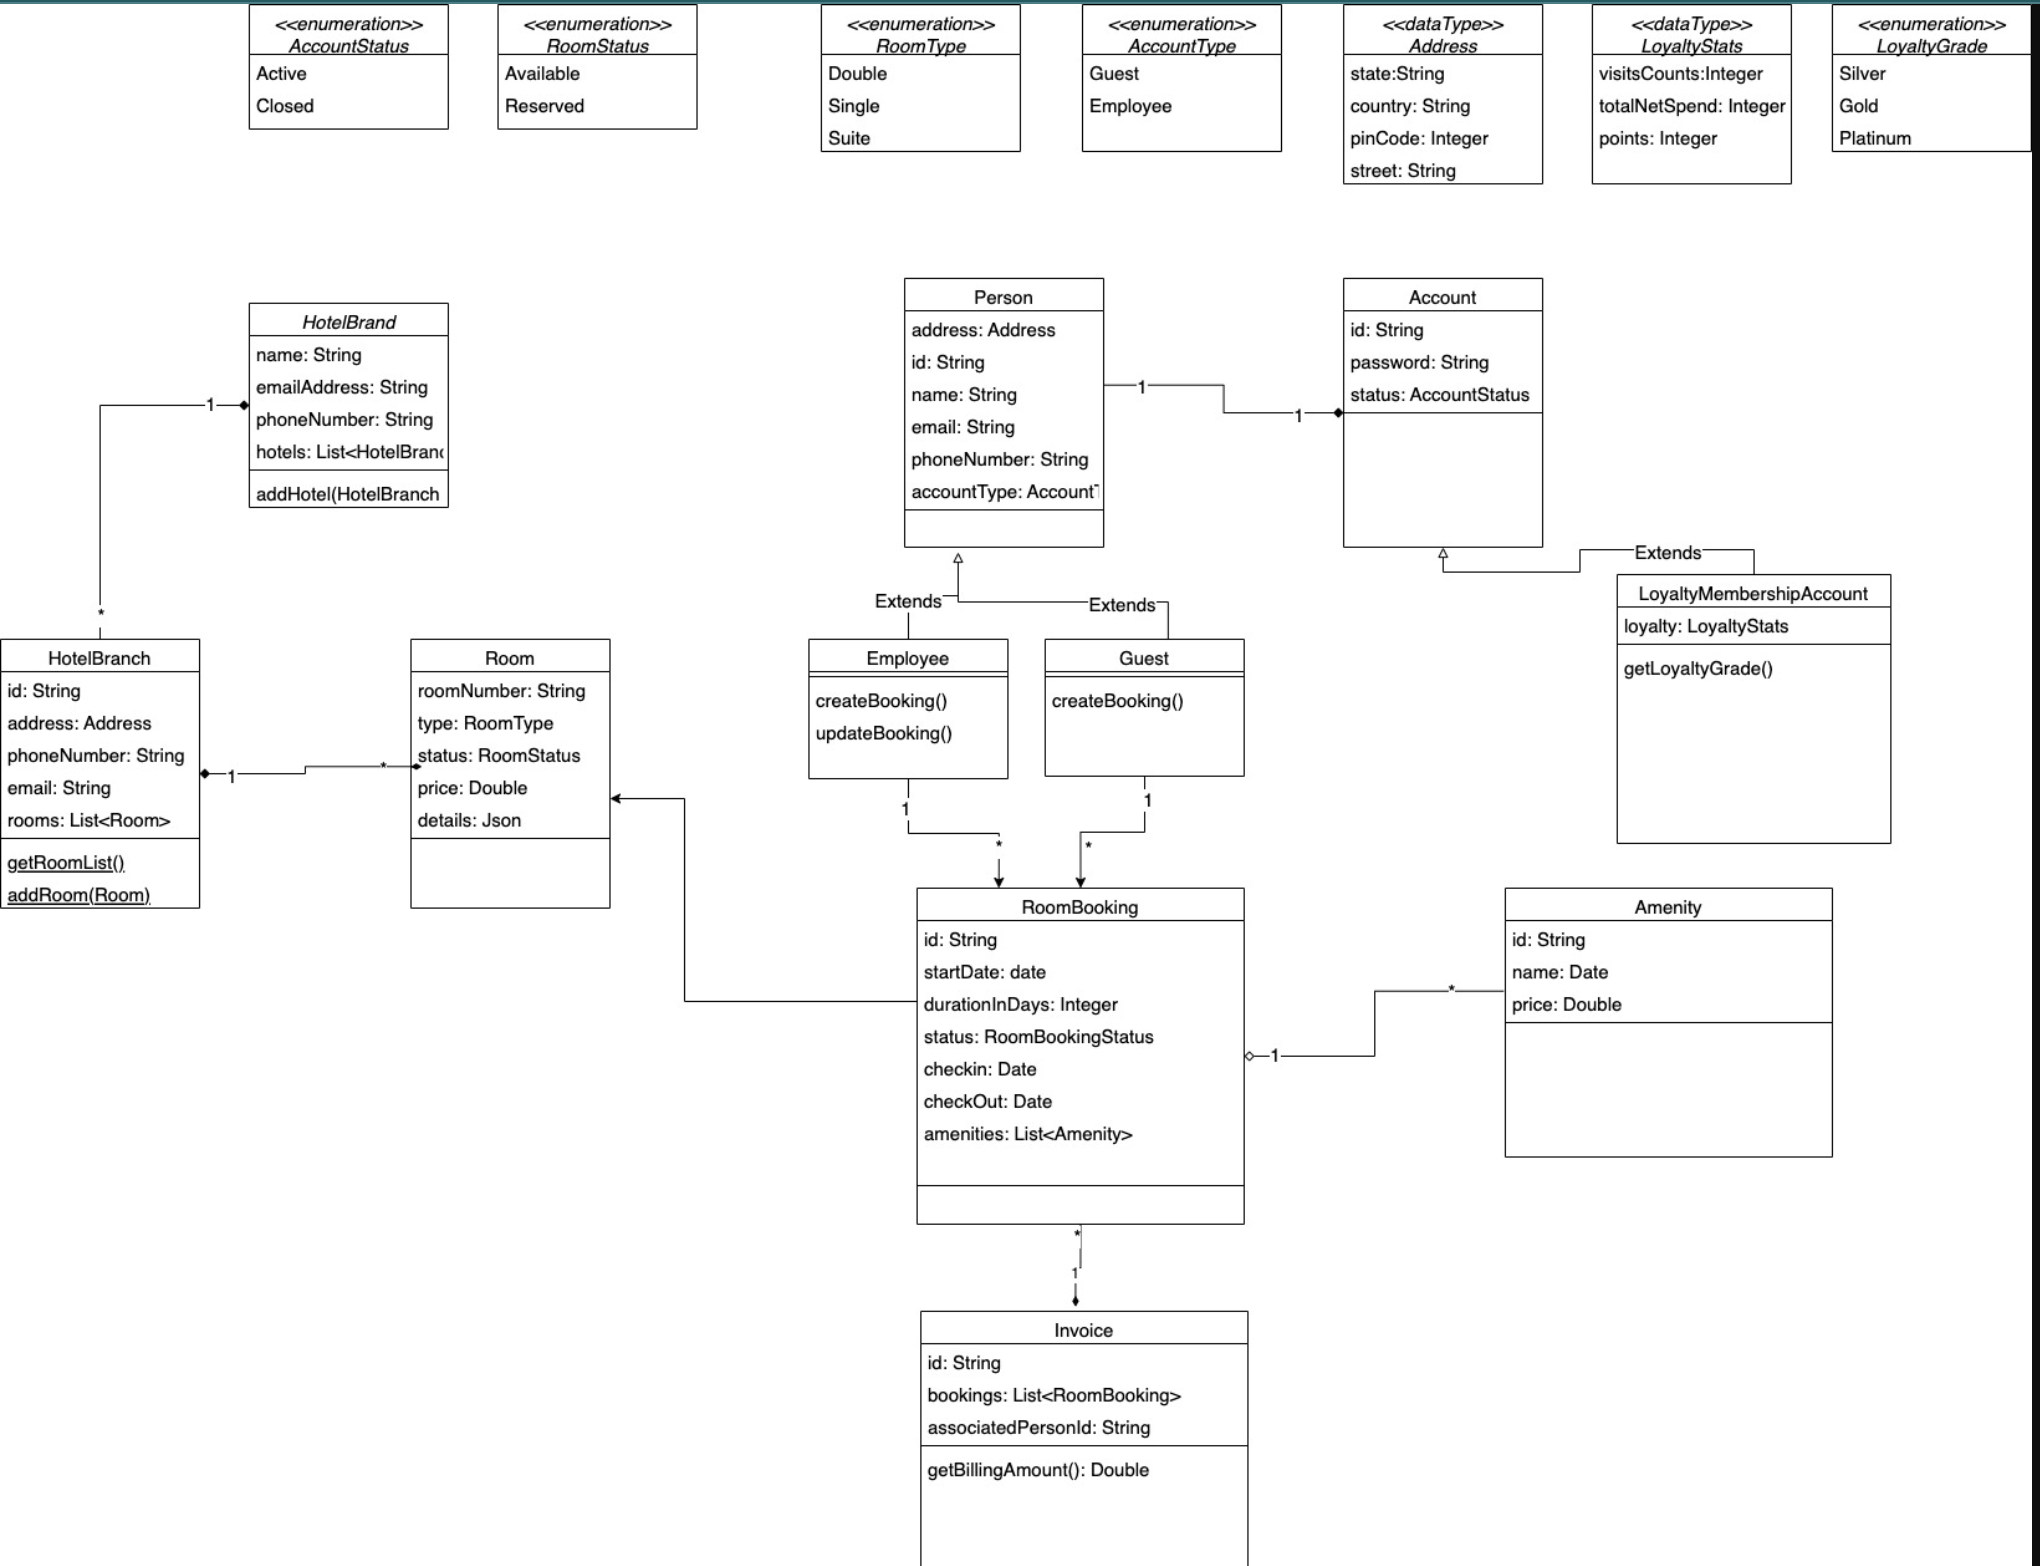 <<enumeration>>
AccountStatus
Active
Closed
<<enumeration>>
RoomStatus
Available
Reserved
<<enumeration>>
RoomType
Double
Single
Suite
<<enumeration>>
AccountType
Guest
Employee
<<dataType>>
Address
state:String
country: String
pinCode: Integer
street: String
<<dataType>>
LoyaltyStats
visitsCounts:Integer
totalNetSpend: Integer
points: Integer
<<enumeration>>
LoyaltyGrade
Silver
Gold
Platinum
HotelBrand
name: String
emailAddress: String
phoneNumber: String
hotels: List<HotelBranc
addHotel(HotelBranch
1
*
Person
address: Address
id: String
name: String
email: String
phoneNumber: String
accountType: Account
1
1
Account
id: String
password: String
status: AccountStatus
Extends
Extends
Extends
LoyaltyMembershipAccount
loyalty: LoyaltyStats
getLoyaltyGrade()
HotelBranch
id: String
address: Address
phoneNumber: String
email: String
rooms: List<Room>
getRoomList()
addRoom(Room)
1
*
Room
roomNumber: String
type: RoomType
status: RoomStatus
price: Double
details: Json
Employee
createBooking()
updateBooking()
Guest
createBooking()
1
*
1
*
RoomBooking
id: String
startDate: date
durationInDays: Integer
status: RoomBookingStatus
checkin: Date
checkOut: Date
amenities: List<Amenity>
1
*
Amenity
id: String
name: Date
price: Double
*
1
Invoice
id: String
bookings: List<RoomBooking>
associatedPersonId: String
getBillingAmount(): Double